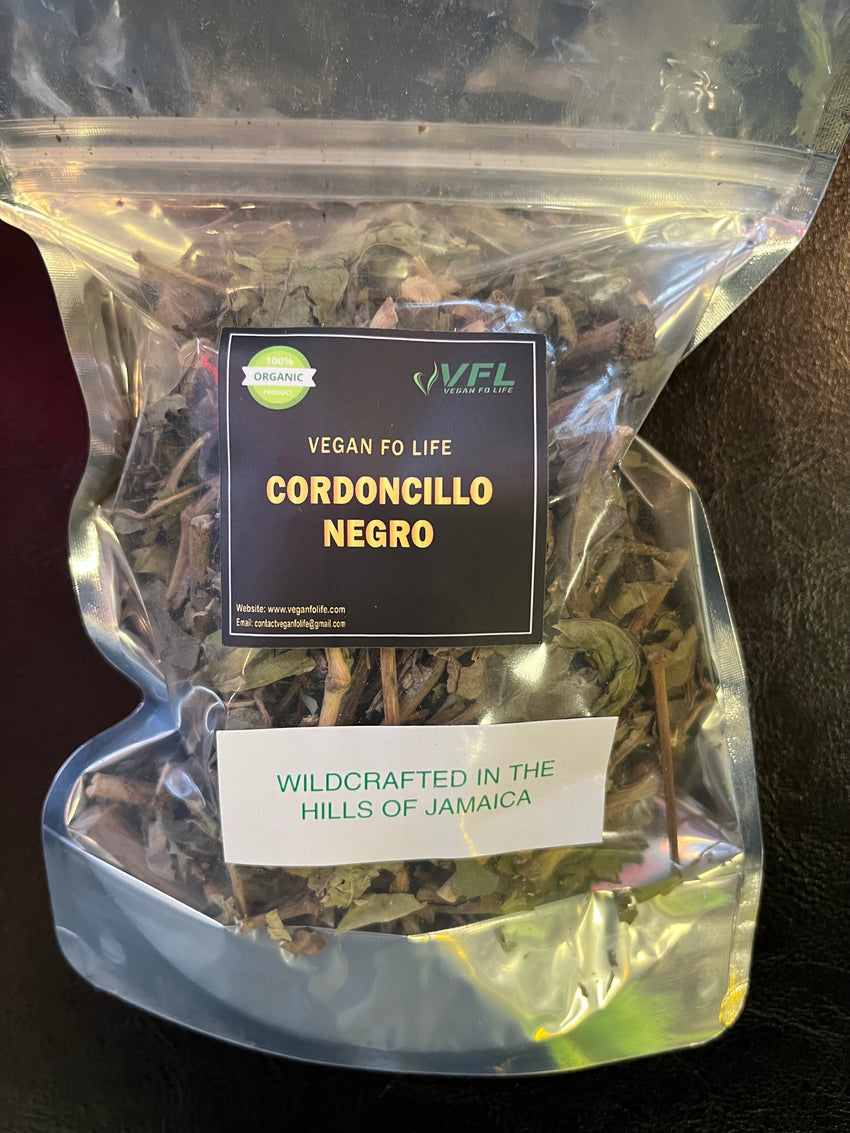 100%
ORGANIC
PRODUCT
VFL
VEGAN FO LIFE
VEGAN FO LIFE
CORDONCILLO
NEGRO
Website: www.veganfolife.com
Email: contactveganfolife@gmail.com
WILDCRAFTED IN THE
HILLS OF JAMAICA